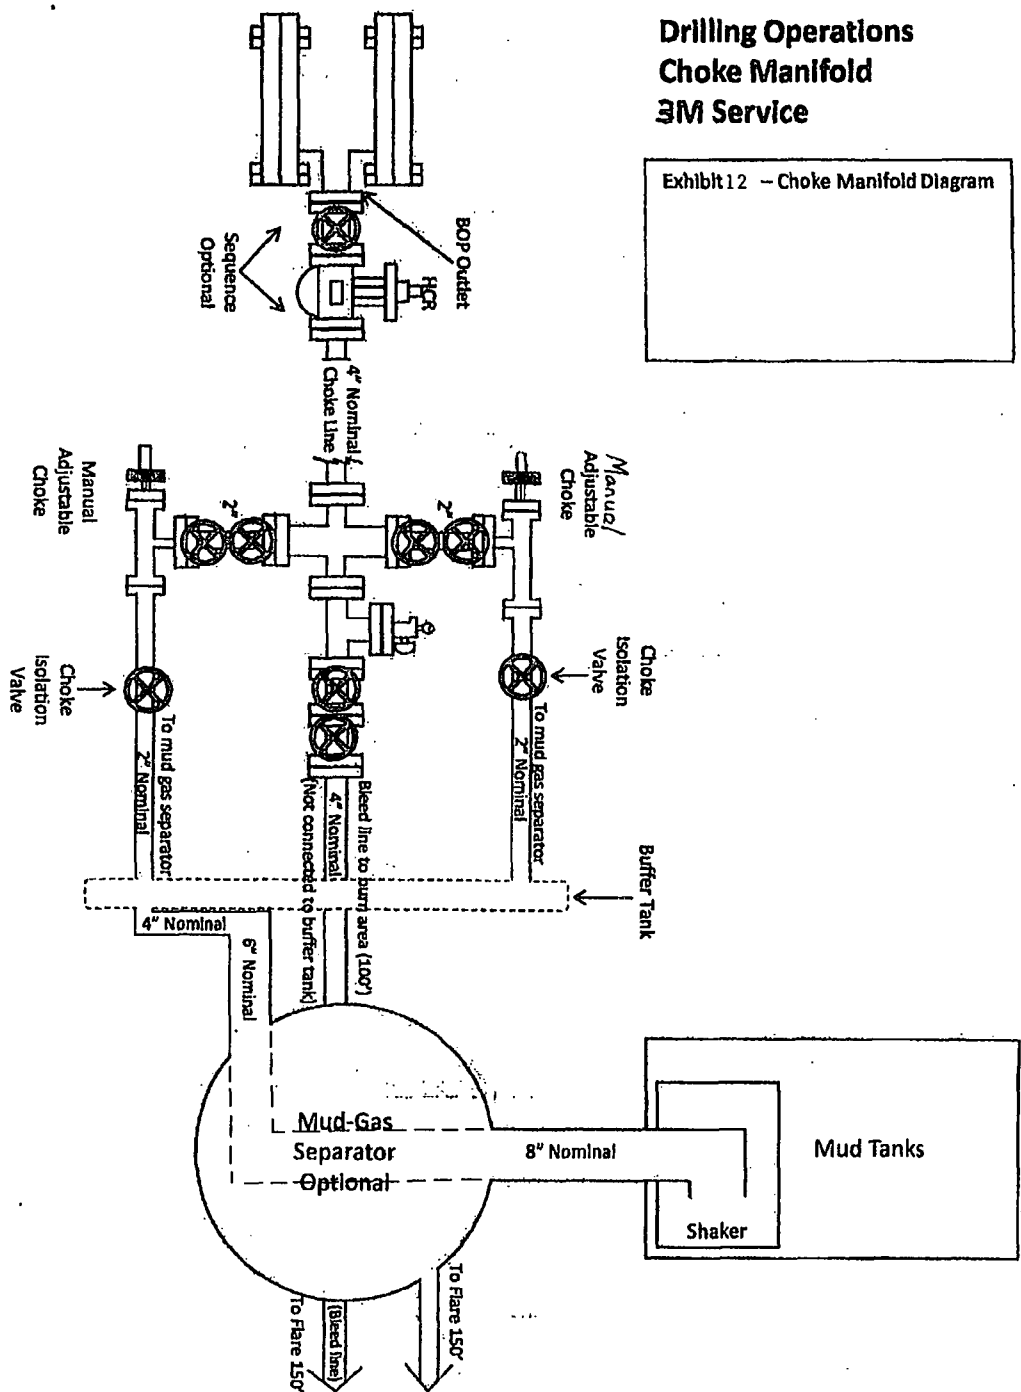 Drilling Operations
Choke Manifold
3M Service
Exhibit 12 – Choke Manifold Diagram
BOP Outlet
HCR
Sequence
Optional
4" Nominal
Choke Line
Manual
Adjustable
Choke
2"
2"
Manual
Adjustable
Choke
Choke
Isolation
Valve
Choke
Isolation
Valve
To mud gas separator
2" Nominal
Bleed line to burn area (100')
4" Nominal
(Not connected to buffer tank)
To mud gas separator
2" Nominal
Buffer Tank
4" Nominal
6" Nominal
Mud-Gas
Separator
Optional
8" Nominal
Mud Tanks
Shaker
To Flare 150'
(Bleed line)
To Flare 150'